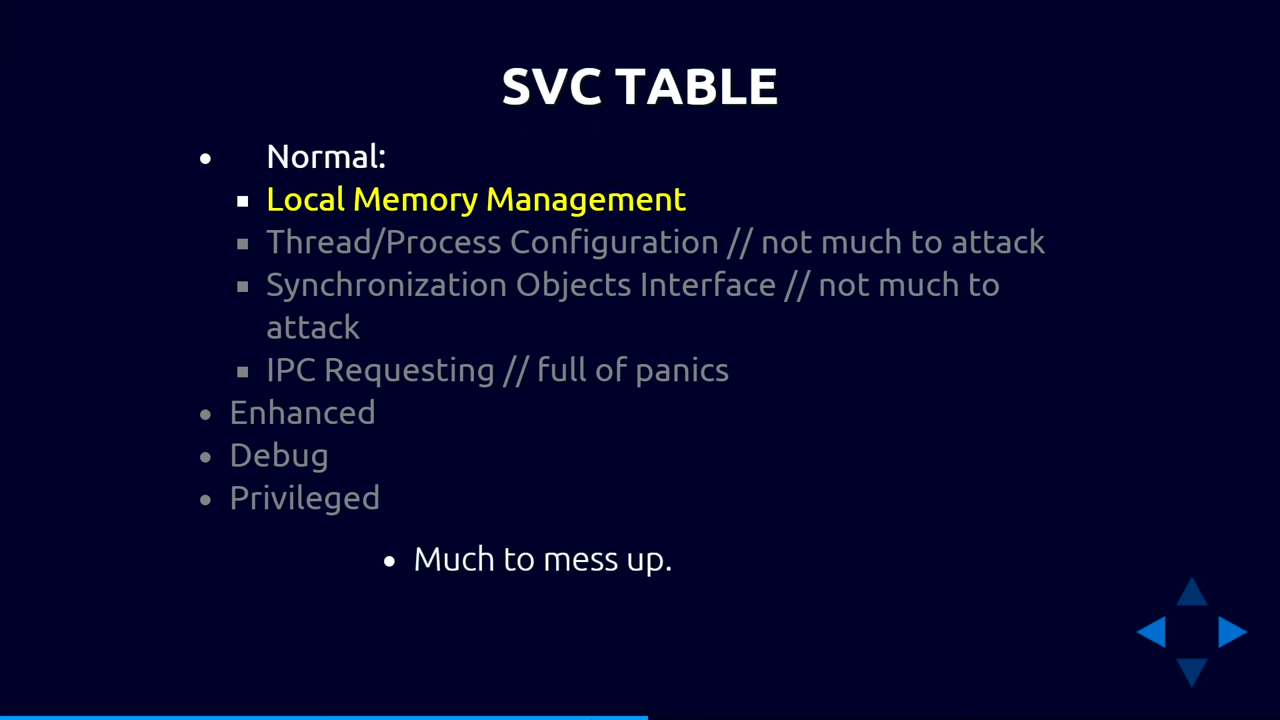 SVC TABLE
Normal:
Local Memory Management
Thread/Process Configuration // not much to attack
Synchronization Objects Interface // not much to
attack
IPC Requesting // full of panics
Enhanced
Debug
Privileged
Much to mess up.